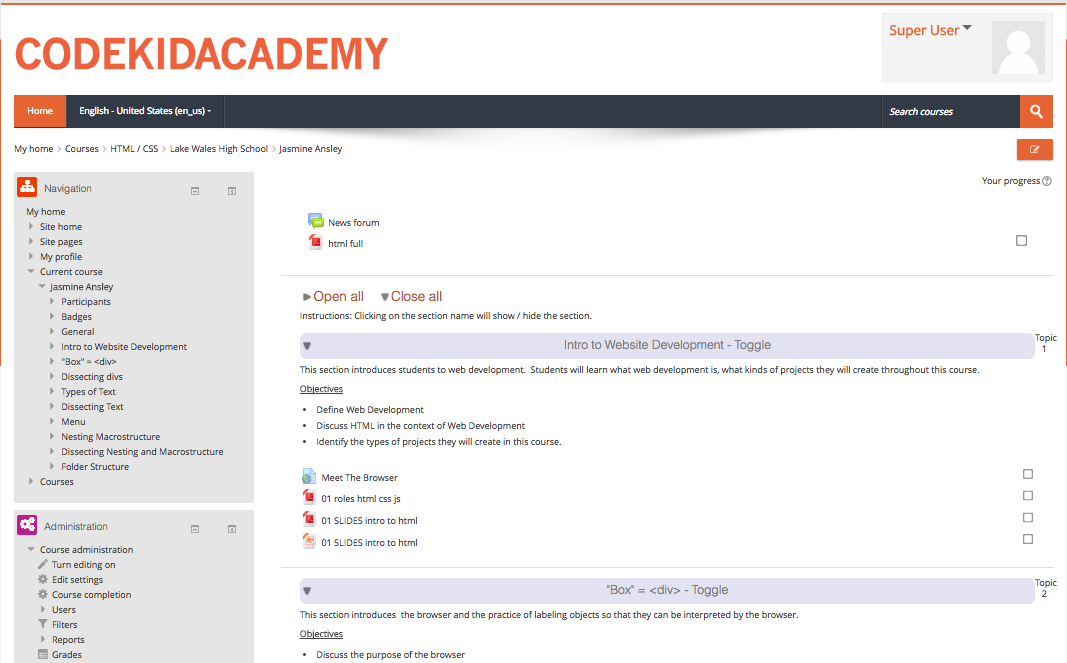 CODEKIDACADEMY
Super User
Home
English - United States (en_us)
Search courses
My home
Courses
HTML / CSS
Lake Wales High School
Jasmine Ansley
Navigation
My home
Site home
Site pages
My profile
Current course
Jasmine Ansley
Participants
Badges
General
Intro to Website Development
"Box" = <div>
Dissecting divs
Types of Text
Dissecting Text
Menu
Nesting Macrostructure
Dissecting Nesting and Macrostructure
Folder Structure
Courses
Administration
Course administration
Turn editing on
Edit settings
Course completion
Users
Filters
Reports
Grades
Your progress
News forum
html full
Open all
Close all
Instructions: Clicking on the section name will show / hide the section.
Intro to Website Development - Toggle
Topic
1
This section introduces students to web development. Students will learn what web development is, what kinds of projects they will create throughout this course.
Objectives
• Define Web Development
• Discuss HTML in the context of Web Development
• Identify the types of projects they will create in this course.
Meet The Browser
01 roles html css js
01 SLIDES intro to html
01 SLIDES intro to html
"Box" = <div> - Toggle
Topic
2
This section introduces the browser and the practice of labeling objects so that they can be interpreted by the browser.
Objectives
• Discuss the purpose of the browser